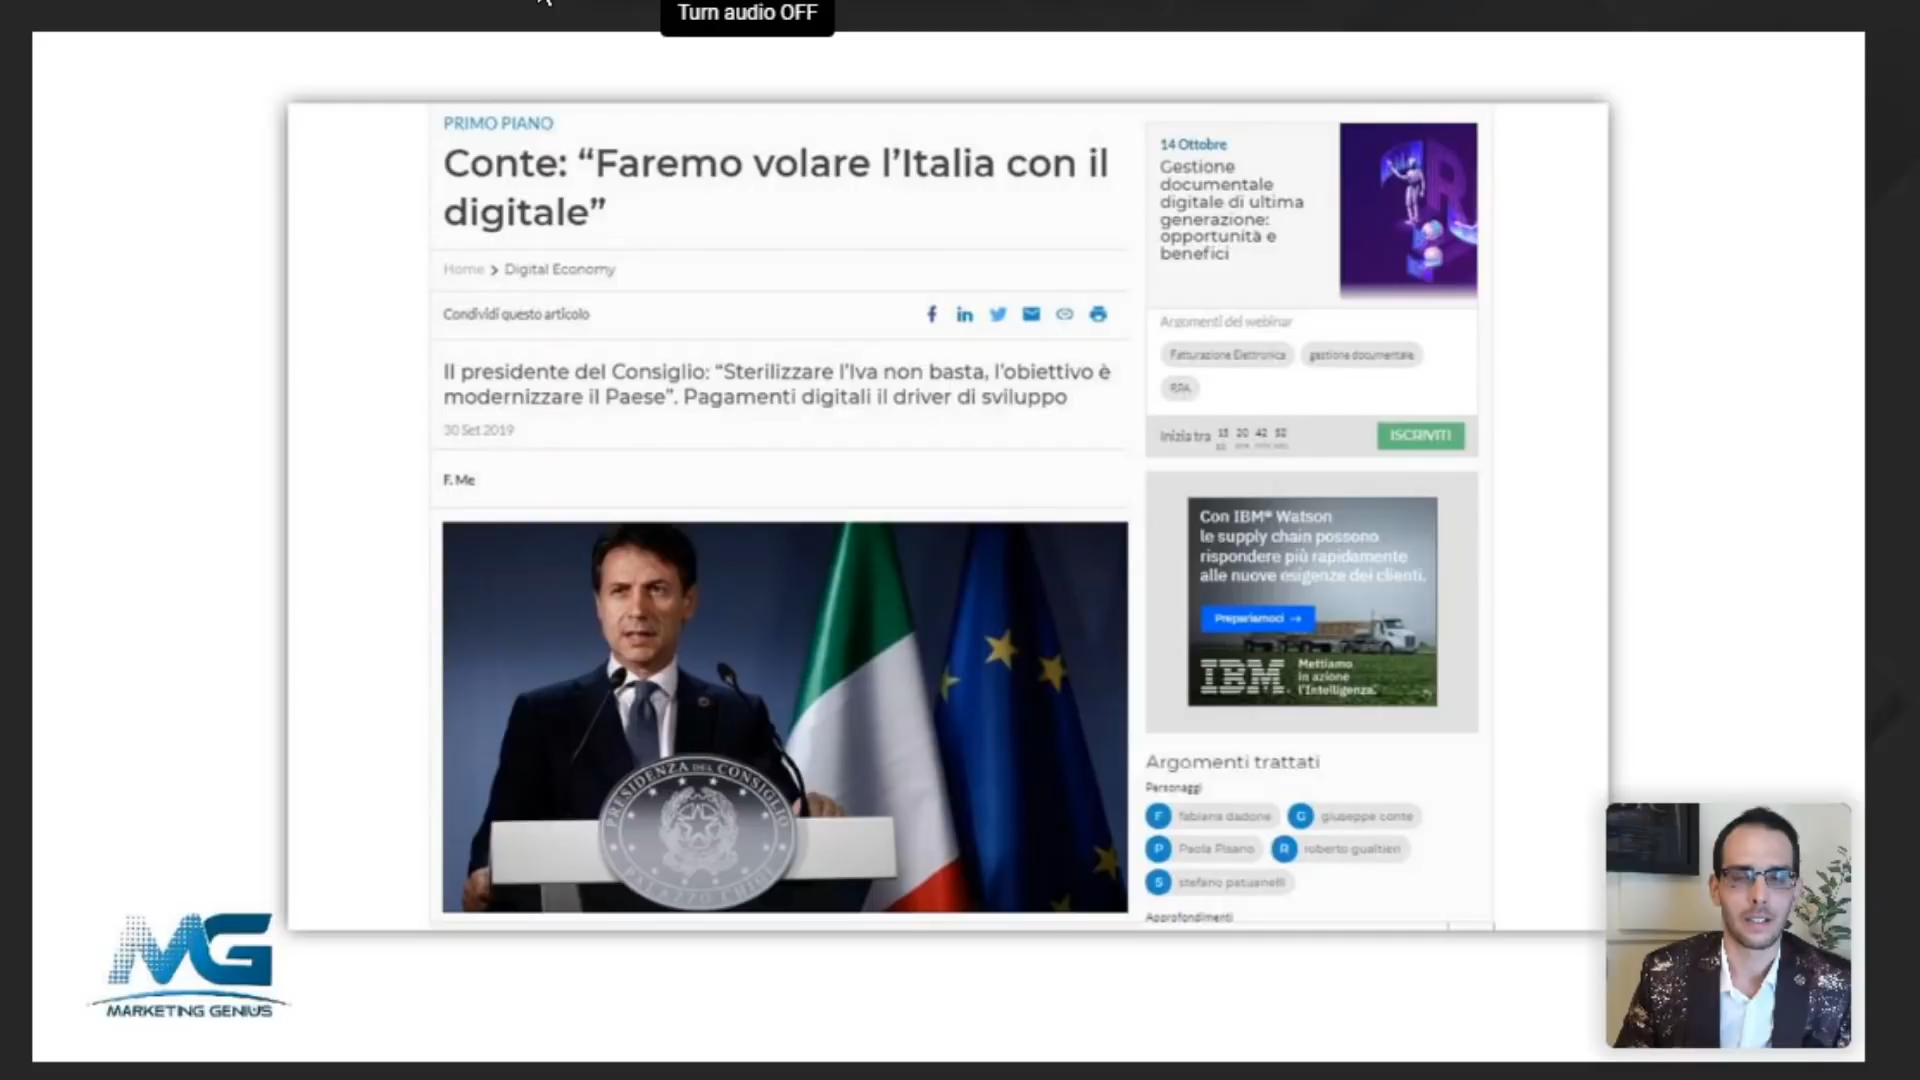 Turn audio OFF
PRIMO PIANO
Conte: “Faremo volare l’Italia con il
digitale”
Home > Digital Economy
Condividi questo articolo
Il presidente del Consiglio: “Sterilizzare l’Iva non basta, l’obiettivo è
modernizzare il Paese”. Pagamenti digitali il driver di sviluppo
30 Set 2019
F. Me
PRESIDENZA DEL CONSIGLIO
PALAZZO CHIGI
14 Ottobre
Gestione
documentale
digitale di ultima
generazione:
opportunità e
benefici
Argomenti del webinar
Fatturazione Elettronica
gestione documentale
RPA
Inizia tra
20 42
ISCRIVITI
Con IBM® Watson
le supply chain possono
rispondere più rapidamente
alle nuove esigenze dei clienti.
Prepariamoci →
IBM.
Mettiamo
in azione
l’Intelligenza.
Argomenti trattati
Personaggi
F fabiana dadone
G giuseppe conte
P Paola Pisano
R roberto gualtieri
S stefano patuanelli
Approfondimenti
MG
MARKETING GENIUS